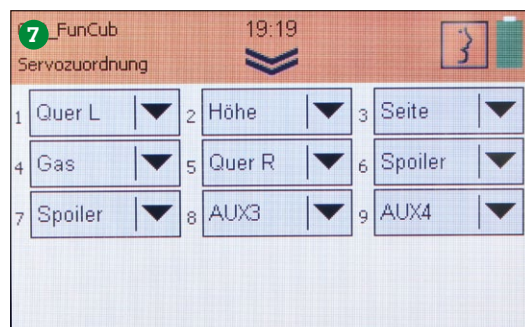 7 _FunCub 19:19
Servozuordnung
1 Quer L 2 Höhe 3 Seite
4 Gas 5 Quer R 6 Spoiler
7 Spoiler 8 AUX3 9 AUX4